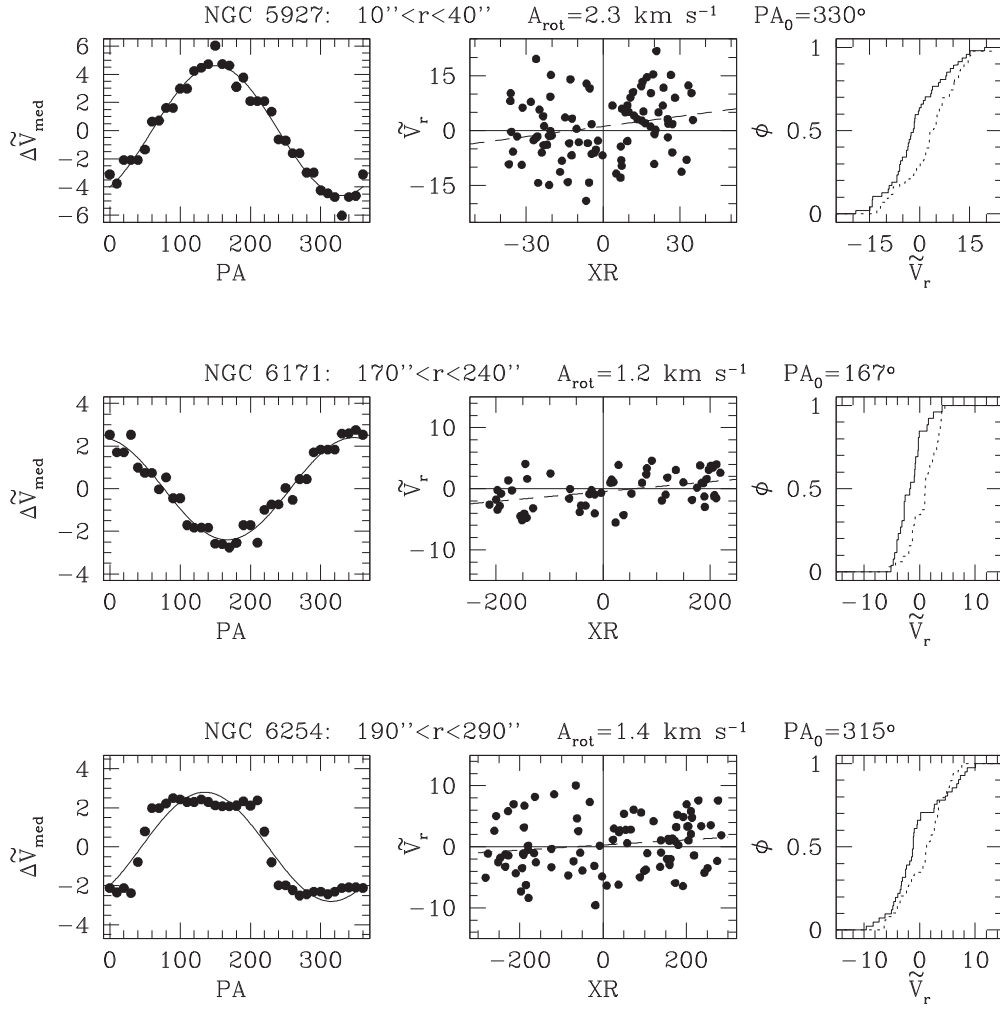 NGC 5927: 10''<r<40'' A_rot=2.3 km s⁻¹ PA₀=330°
ΔṼ_med
6
4
2
0
−2
−4
−6
0 100 200 300
PA
Ṽ_r
15
0
−15
−30 0 30
XR
ϕ
1
0.5
0
−15 0 15
Ṽ_r
NGC 6171: 170''<r<240'' A_rot=1.2 km s⁻¹ PA₀=167°
ΔṼ_med
4
2
0
−2
−4
0 100 200 300
PA
Ṽ_r
10
0
−10
−200 0 200
XR
ϕ
1
0.5
0
−10 0 10
Ṽ_r
NGC 6254: 190''<r<290'' A_rot=1.4 km s⁻¹ PA₀=315°
ΔṼ_med
4
2
0
−2
−4
0 100 200 300
PA
Ṽ_r
10
0
−10
−200 0 200
XR
ϕ
1
0.5
0
−10 0 10
Ṽ_r